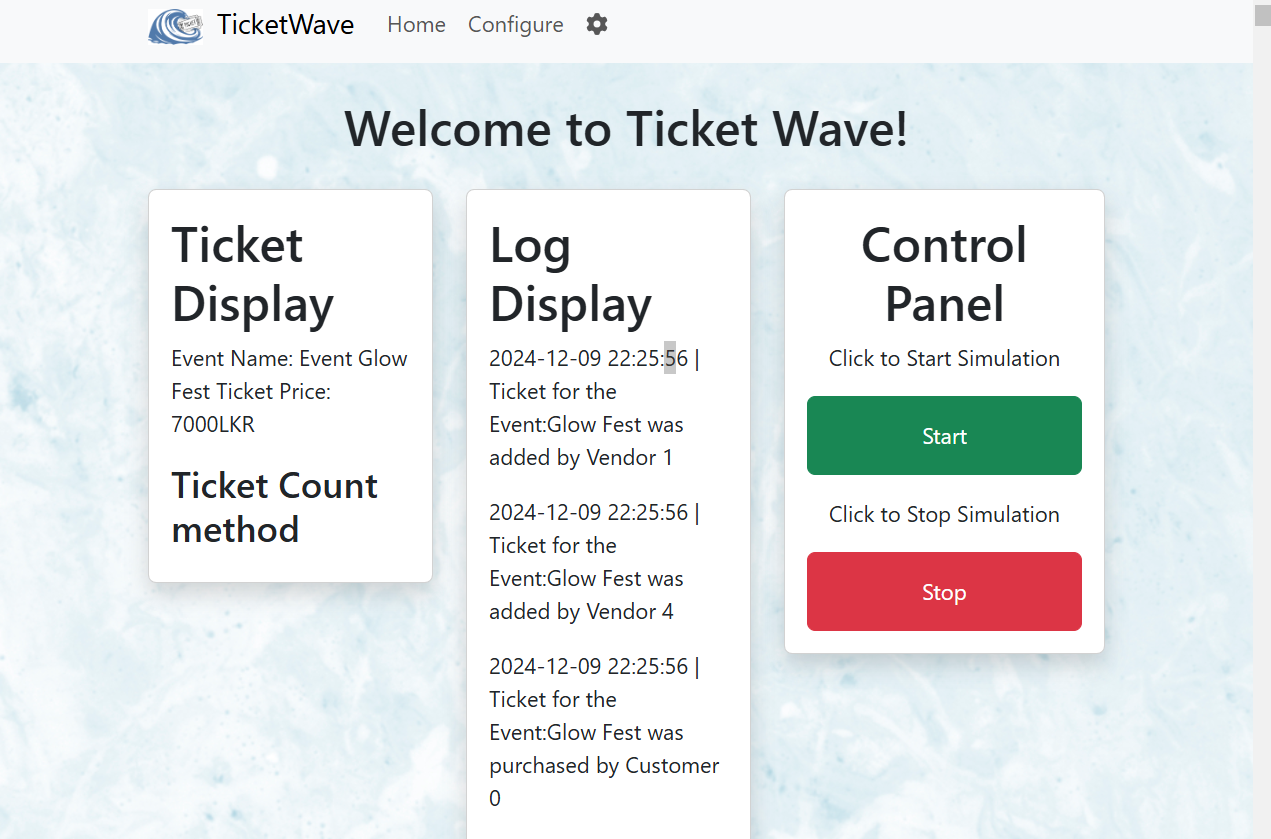 TicketWave
Home
Configure
Welcome to Ticket Wave!
Ticket
Display
Event Name: Event Glow
Fest Ticket Price:
7000LKR
Ticket Count
method
Log
Display
2024-12-09 22:25:56 |
Ticket for the
Event:Glow Fest was
added by Vendor 1
2024-12-09 22:25:56 |
Ticket for the
Event:Glow Fest was
added by Vendor 4
2024-12-09 22:25:56 |
Ticket for the
Event:Glow Fest was
purchased by Customer
0
Control
Panel
Click to Start Simulation
Start
Click to Stop Simulation
Stop